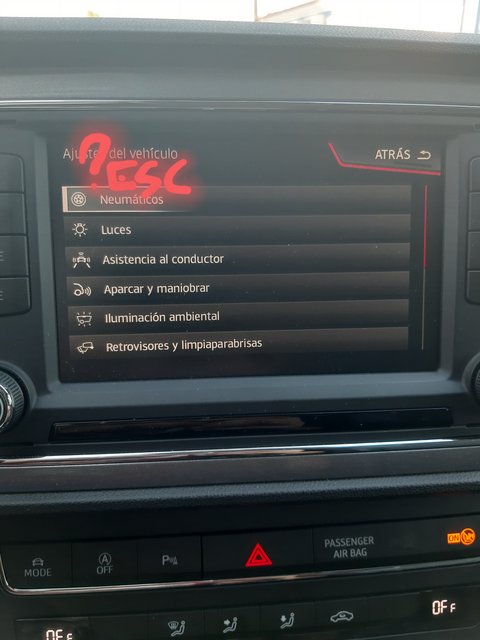 ?
ESC
Ajustes del vehículo
ATRÁS
Neumáticos
Luces
Asistencia al conductor
Aparcar y maniobrar
Iluminación ambiental
Retrovisores y limpiaparabrisas
MODE
OFF
P
PASSENGER
AIR BAG
ON
OFF
OFF